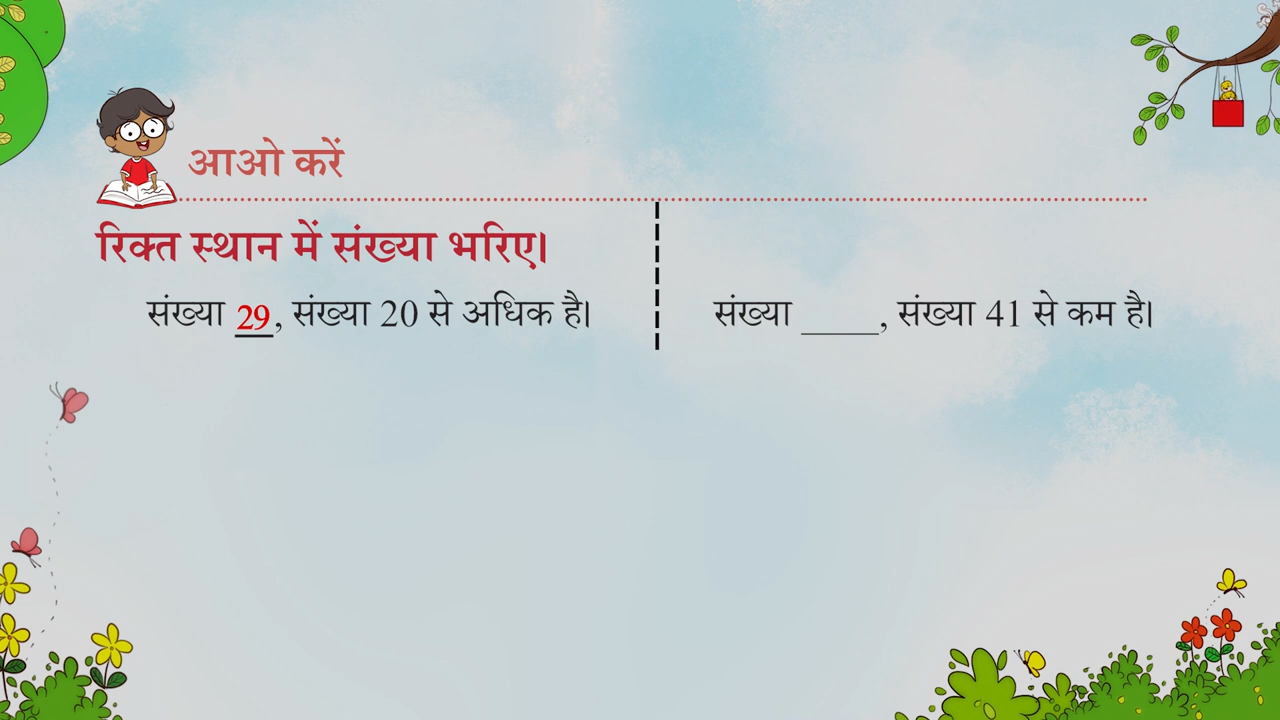 आओ करें
रिक्त स्थान में संख्या भरिए।
संख्या 29, संख्या 20 से अधिक है।
संख्या ____, संख्या 41 से कम है।